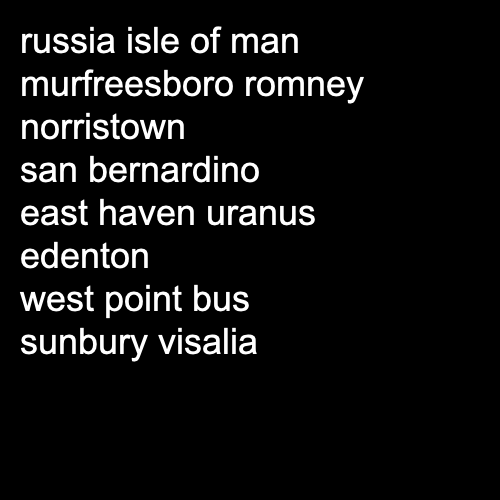 russia isle of man
murfreesboro romney
norristown
san bernardino
east haven uranus
edenton
west point bus
sunbury visalia